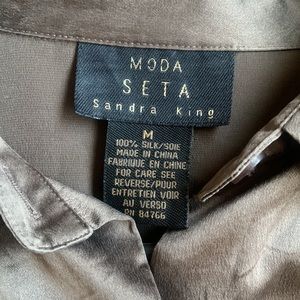 MODA
SETA
Sandra King
M
100% SILK/SOIE
MADE IN CHINA
FABRIQUE EN CHINE
FOR CARE SEE
REVERSE/POUR
ENTRETIEN VOIR
AU VERSO
RN 84766